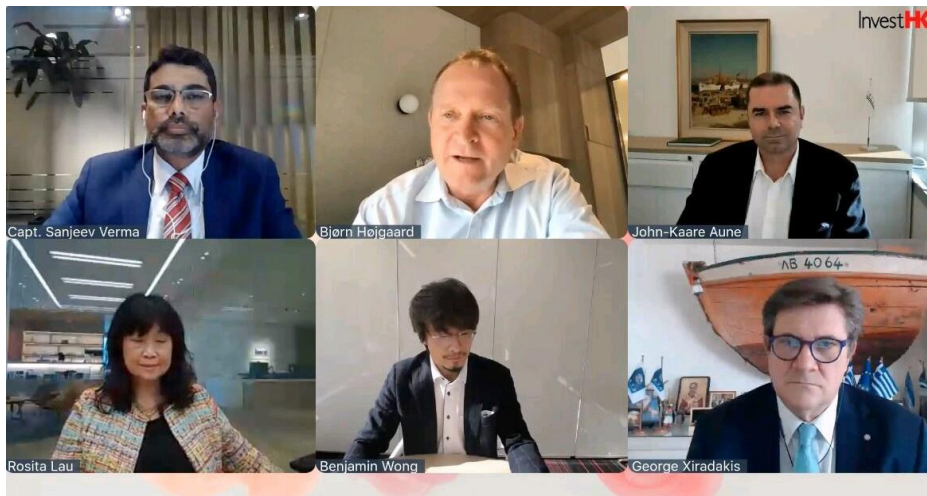 InvestHK
Capt. Sanjeev Verma
Bjørn Højgaard
John-Kaare Aune
ΛΒ 4064
Rosita Lau
Benjamin Wong
George Xiradakis